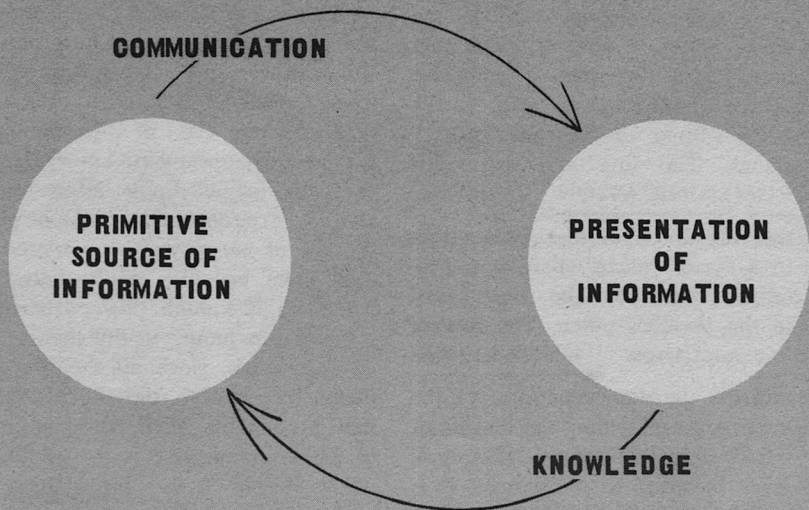 COMMUNICATION
PRIMITIVE
SOURCE OF
INFORMATION
PRESENTATION
OF
INFORMATION
KNOWLEDGE